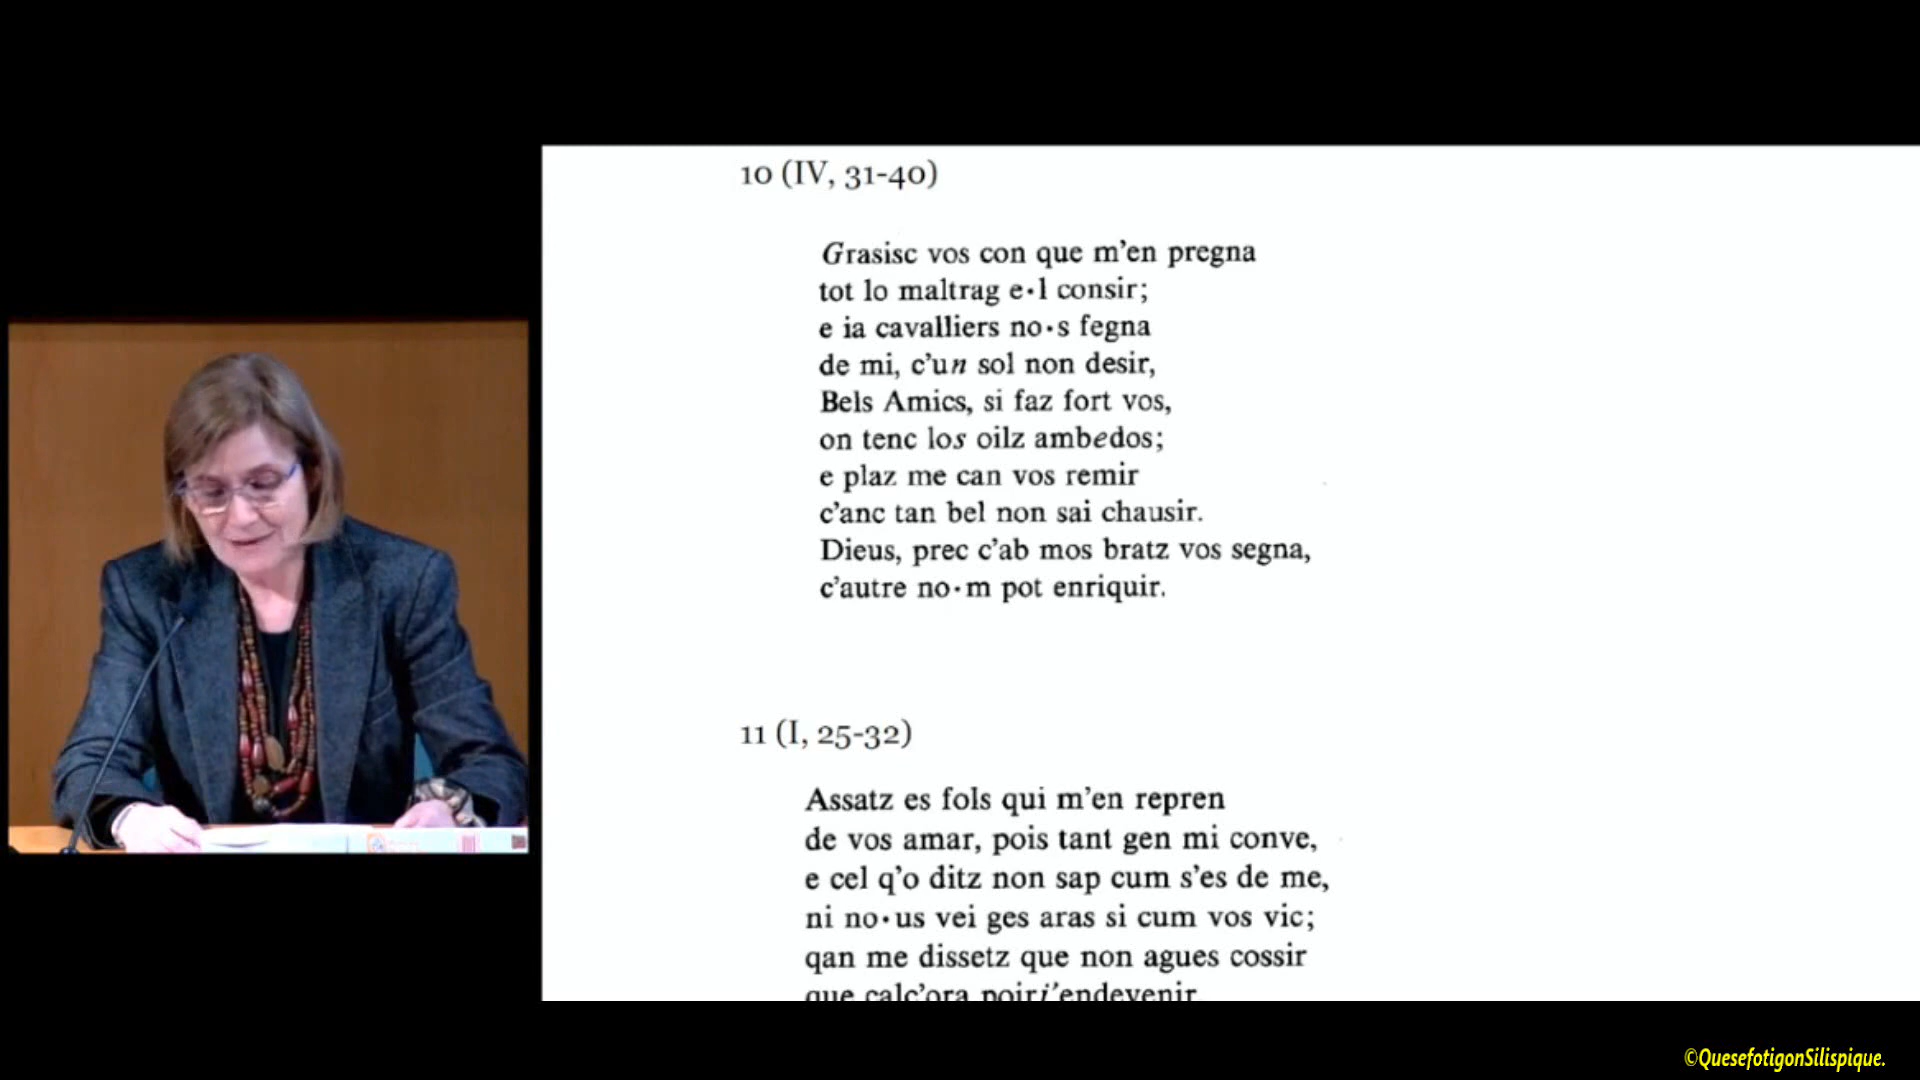 10 (IV, 31-40)
Grasisc vos con que m'en pregna
tot lo maltrag e·l consir;
e ia cavalliers no·s fegna
de mi, c'un sol non desir,
Bels Amics, si faz fort vos,
on tenc los oilz ambedos;
e plaz me can vos remir
c'anc tan bel non sai chausir.
Dieus, prec c'ab mos bratz vos segna,
c'autre no·m pot enriquir.
11 (I, 25-32)
Assatz es fols qui m'en repren
de vos amar, pois tant gen mi conve,
e cel q'o ditz non sap cum s'es de me,
ni no·us vei ges aras si cum vos vic;
qan me dissetz que non agues cossir
que calc'ora poiri'endevenir
©QuesefotigonSilispique.